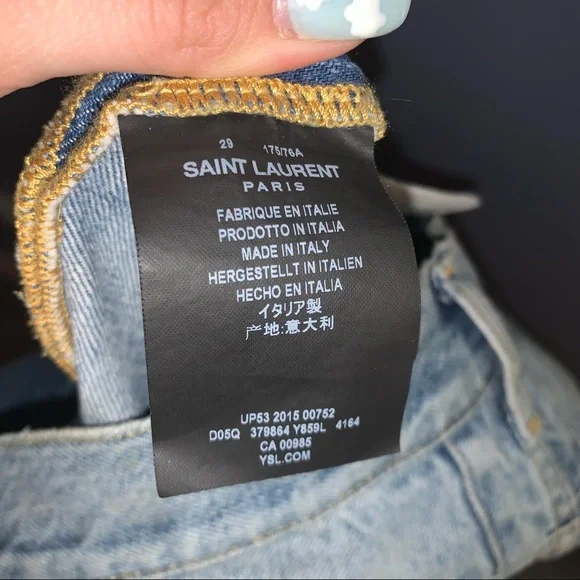 29 175/76A
SAINT LAURENT
PARIS
FABRIQUE EN ITALIE
PRODOTTO IN ITALIA
MADE IN ITALY
HERGESTELLT IN ITALIEN
HECHO EN ITALIA
イタリア製
产地:意大利
UP53 2015 00752
D05Q 379864 Y859L 4164
CA 00985
YSL.COM